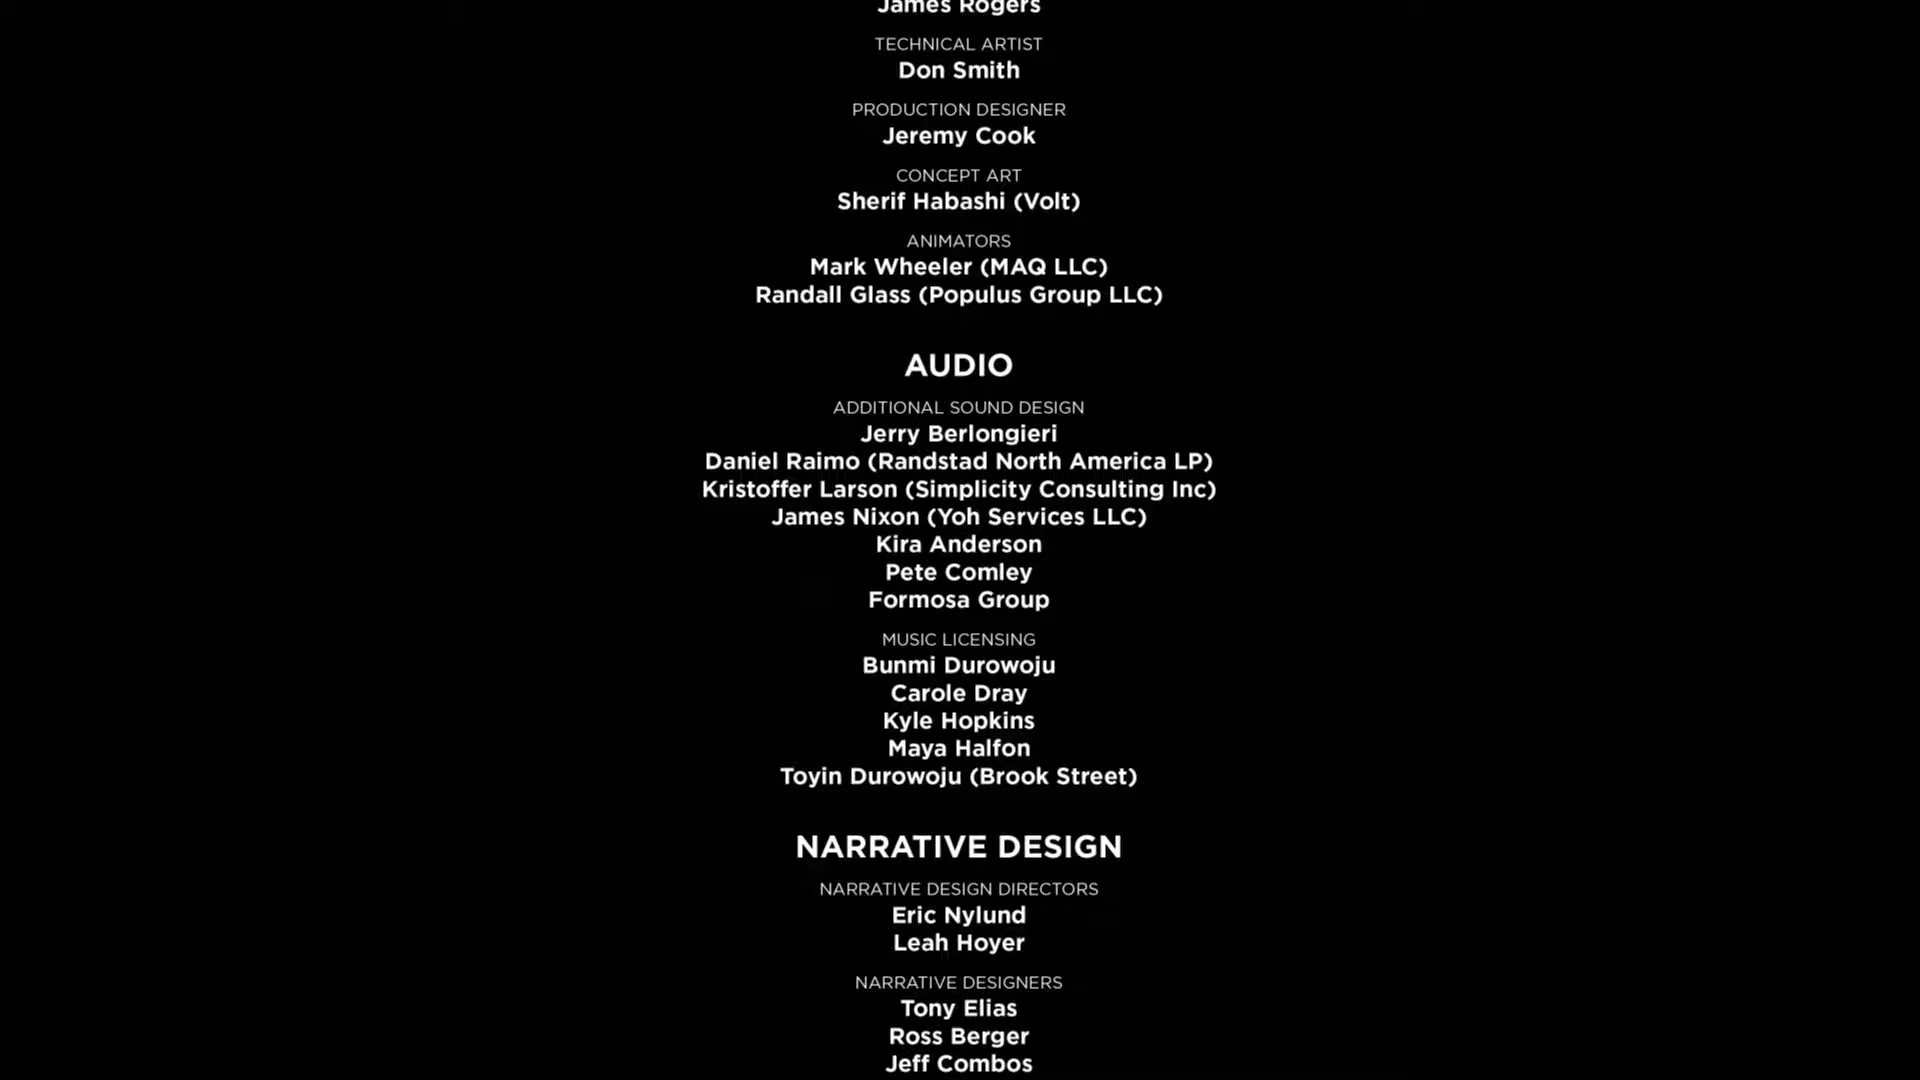 James Rogers
TECHNICAL ARTIST
Don Smith
PRODUCTION DESIGNER
Jeremy Cook
CONCEPT ART
Sherif Habashi (Volt)
ANIMATORS
Mark Wheeler (MAQ LLC)
Randall Glass (Populus Group LLC)
AUDIO
ADDITIONAL SOUND DESIGN
Jerry Berlongieri
Daniel Raimo (Randstad North America LP)
Kristoffer Larson (Simplicity Consulting Inc)
James Nixon (Yoh Services LLC)
Kira Anderson
Pete Comley
Formosa Group
MUSIC LICENSING
Bunmi Durowoju
Carole Dray
Kyle Hopkins
Maya Halfon
Toyin Durowoju (Brook Street)
NARRATIVE DESIGN
NARRATIVE DESIGN DIRECTORS
Eric Nylund
Leah Hoyer
NARRATIVE DESIGNERS
Tony Elias
Ross Berger
Jeff Combos